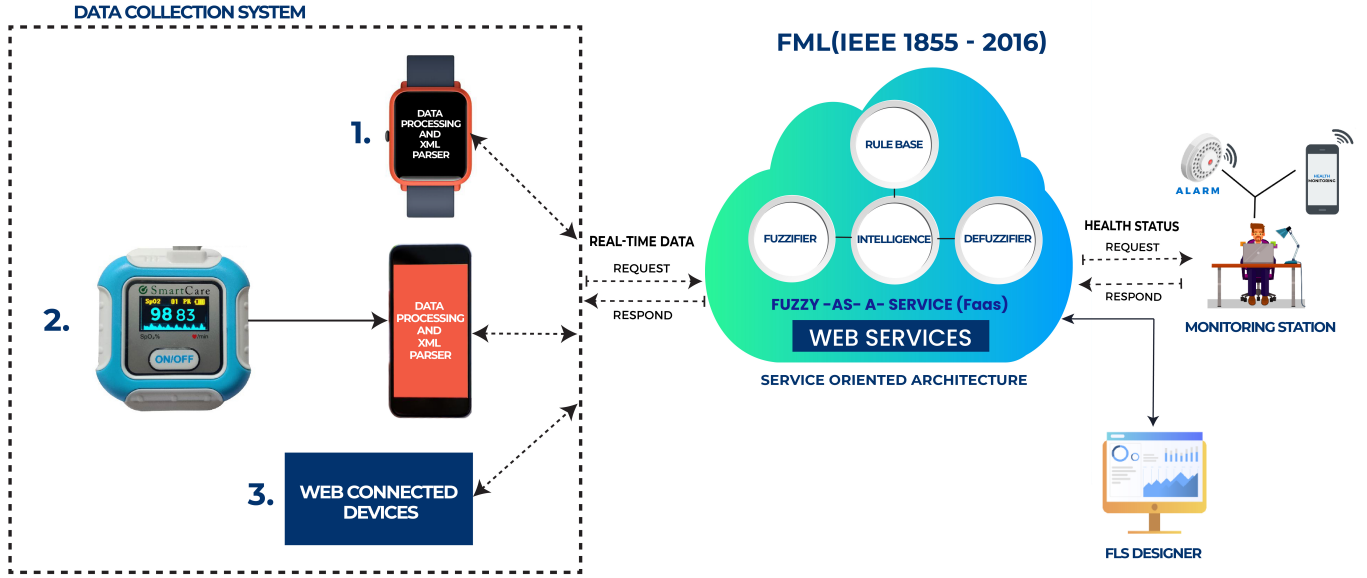 DATA COLLECTION SYSTEM
1.
DATA
PROCESSING
AND
XML
PARSER
2.
SmartCare
SpO2 01 PR
98 83
SpO₂%
/min
ON/OFF
DATA
PROCESSING
AND
XML
PARSER
3.
WEB CONNECTED
DEVICES
REAL-TIME DATA
REQUEST
RESPOND
FML(IEEE 1855 - 2016)
RULE BASE
FUZZIFIER
INTELLIGENCE
DEFUZZIFIER
FUZZY -AS- A- SERVICE (Faas)
WEB SERVICES
SERVICE ORIENTED ARCHITECTURE
HEALTH STATUS
REQUEST
RESPOND
ALARM
HEALTH
MONITORING
MONITORING STATION
FLS DESIGNER